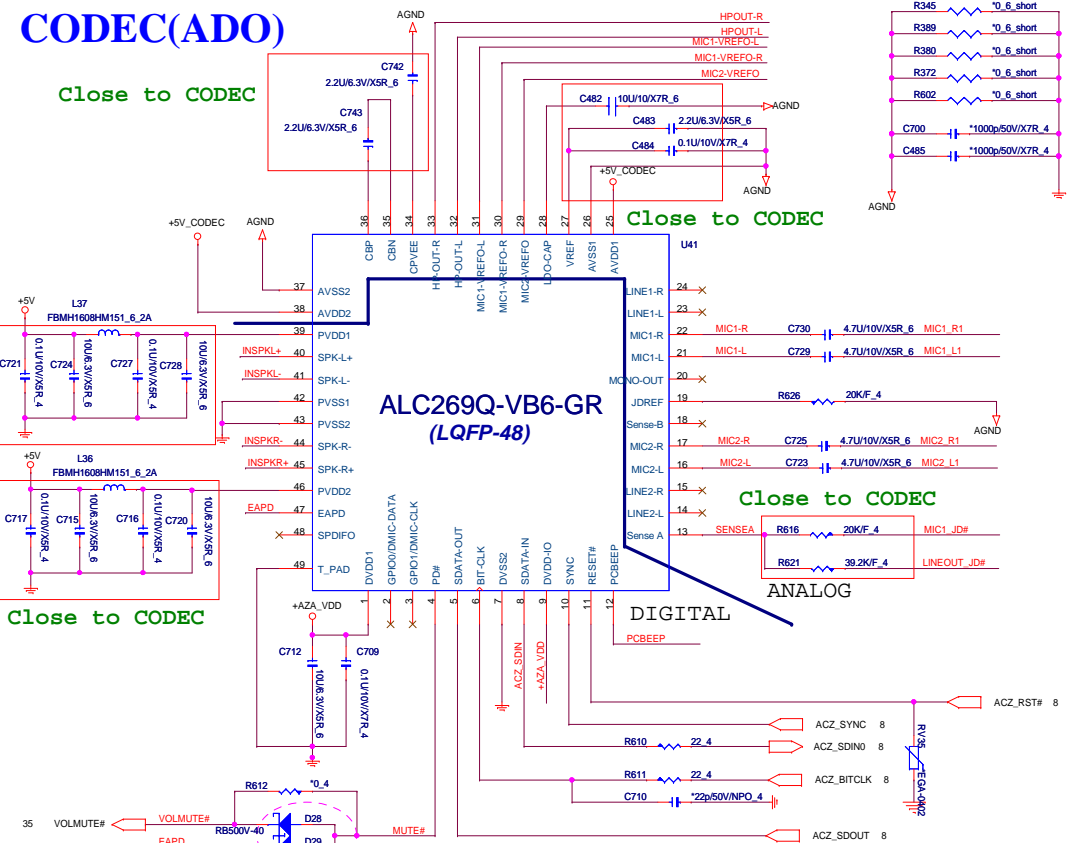 CODEC(ADO)
Close to CODEC
AGND
C742
2.2U/6.3V/X5R_6
C743
2.2U/6.3V/X5R_6
HPOUT-R
HPOUT-L
MIC1-VREFO-L
MIC1-VREFO-R
MIC2-VREFO
C482 10U/10/X7R_6
AGND
C483 2.2U/6.3V/X5R_6
C484 0.1U/10V/X7R_4
+5V_CODEC
AGND
Close to CODEC
R345 *0_6_short
R389 *0_6_short
R380 *0_6_short
R372 *0_6_short
R602 *0_6_short
C700 *1000p/50V/X7R_4
C485 *1000p/50V/X7R_4
AGND
+5V_CODEC
AGND
36 35 34 33 32 31 30 29 28 27 26 25
CBP
CBN
CPVEE
HP-OUT-R
HP-OUT-L
MIC1-VREFO-L
MIC1-VREFO-R
MIC2-VREFO
LDO-CAP
VREF
AVSS1
AVDD1
U41
37 AVSS2
38 AVDD2
39 PVDD1
INSPKL+ 40 SPK-L+
INSPKL- 41 SPK-L-
42 PVSS1
43 PVSS2
INSPKR- 44 SPK-R-
INSPKR+ 45 SPK-R+
46 PVDD2
EAPD 47 EAPD
48 SPDIFO
49 T_PAD
ALC269Q-VB6-GR
(LQFP-48)
LINE1-R 24
LINE1-L 23
MIC1-R 22 MIC1-R C730 4.7U/10V/X5R_6 MIC1_R1
MIC1-L 21 MIC1-L C729 4.7U/10V/X5R_6 MIC1_L1
MONO-OUT 20
JDREF 19 R626 20K/F_4
AGND
Sense-B 18
MIC2-R 17 MIC2-R C725 4.7U/10V/X5R_6 MIC2_R1
MIC2-L 16 MIC2-L C723 4.7U/10V/X5R_6 MIC2_L1
LINE2-R 15
LINE2-L 14
Close to CODEC
Sense A 13 SENSEA R616 20K/F_4 MIC1_JD#
R621 39.2K/F_4 LINEOUT_JD#
ANALOG
DIGITAL
+5V
L37
FBMH1608HM151_6_2A
C721
0.1U/10V/X5R_4
C724
10U/6.3V/X5R_6
C727
0.1U/10V/X5R_4
C728
10U/6.3V/X5R_6
+5V
L36
FBMH1608HM151_6_2A
C717
0.1U/10V/X5R_4
C715
10U/6.3V/X5R_6
C716
0.1U/10V/X5R_4
C720
10U/6.3V/X5R_6
Close to CODEC
DVDD1
GPIO0/DMIC-DATA
GPIO1/DMIC-CLK
PD#
SDATA-OUT
BIT-CLK
DVSS2
SDATA-IN
DVDD-IO
SYNC
RESET#
PCBEEP
1 2 3 4 5 6 7 8 9 10 11 12
+AZA_VDD
C712
10U/6.3V/X5R_6
C709
0.1U/10V/X7R_4
ACZ_SDIN
+AZA_VDD
PCBEEP
ACZ_RST# 8
ACZ_SYNC 8
R610 22_4 ACZ_SDIN0 8
R611 22_4 ACZ_BITCLK 8
C710 *22p/50V/NPO_4
RV35
*EGA-0402
ACZ_SDOUT 8
R612 *0_4
35 VOLMUTE# VOLMUTE#
D28
RB500V-40
MUTE#
EAPD
D29